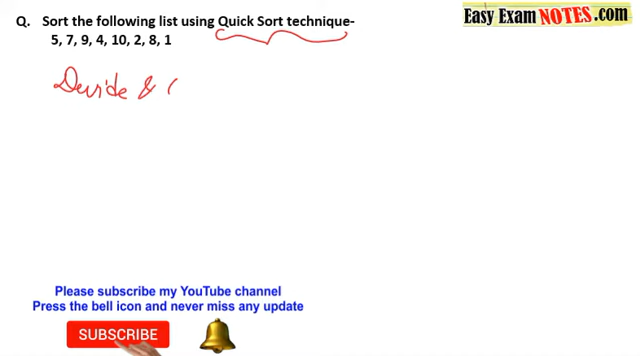 Q. Sort the following list using Quick Sort technique-
5, 7, 9, 4, 10, 2, 8, 1
Easy Exam NOTES.com
Devide &
Please subscribe my YouTube channel
Press the bell icon and never miss any update
SUBSCRIBE